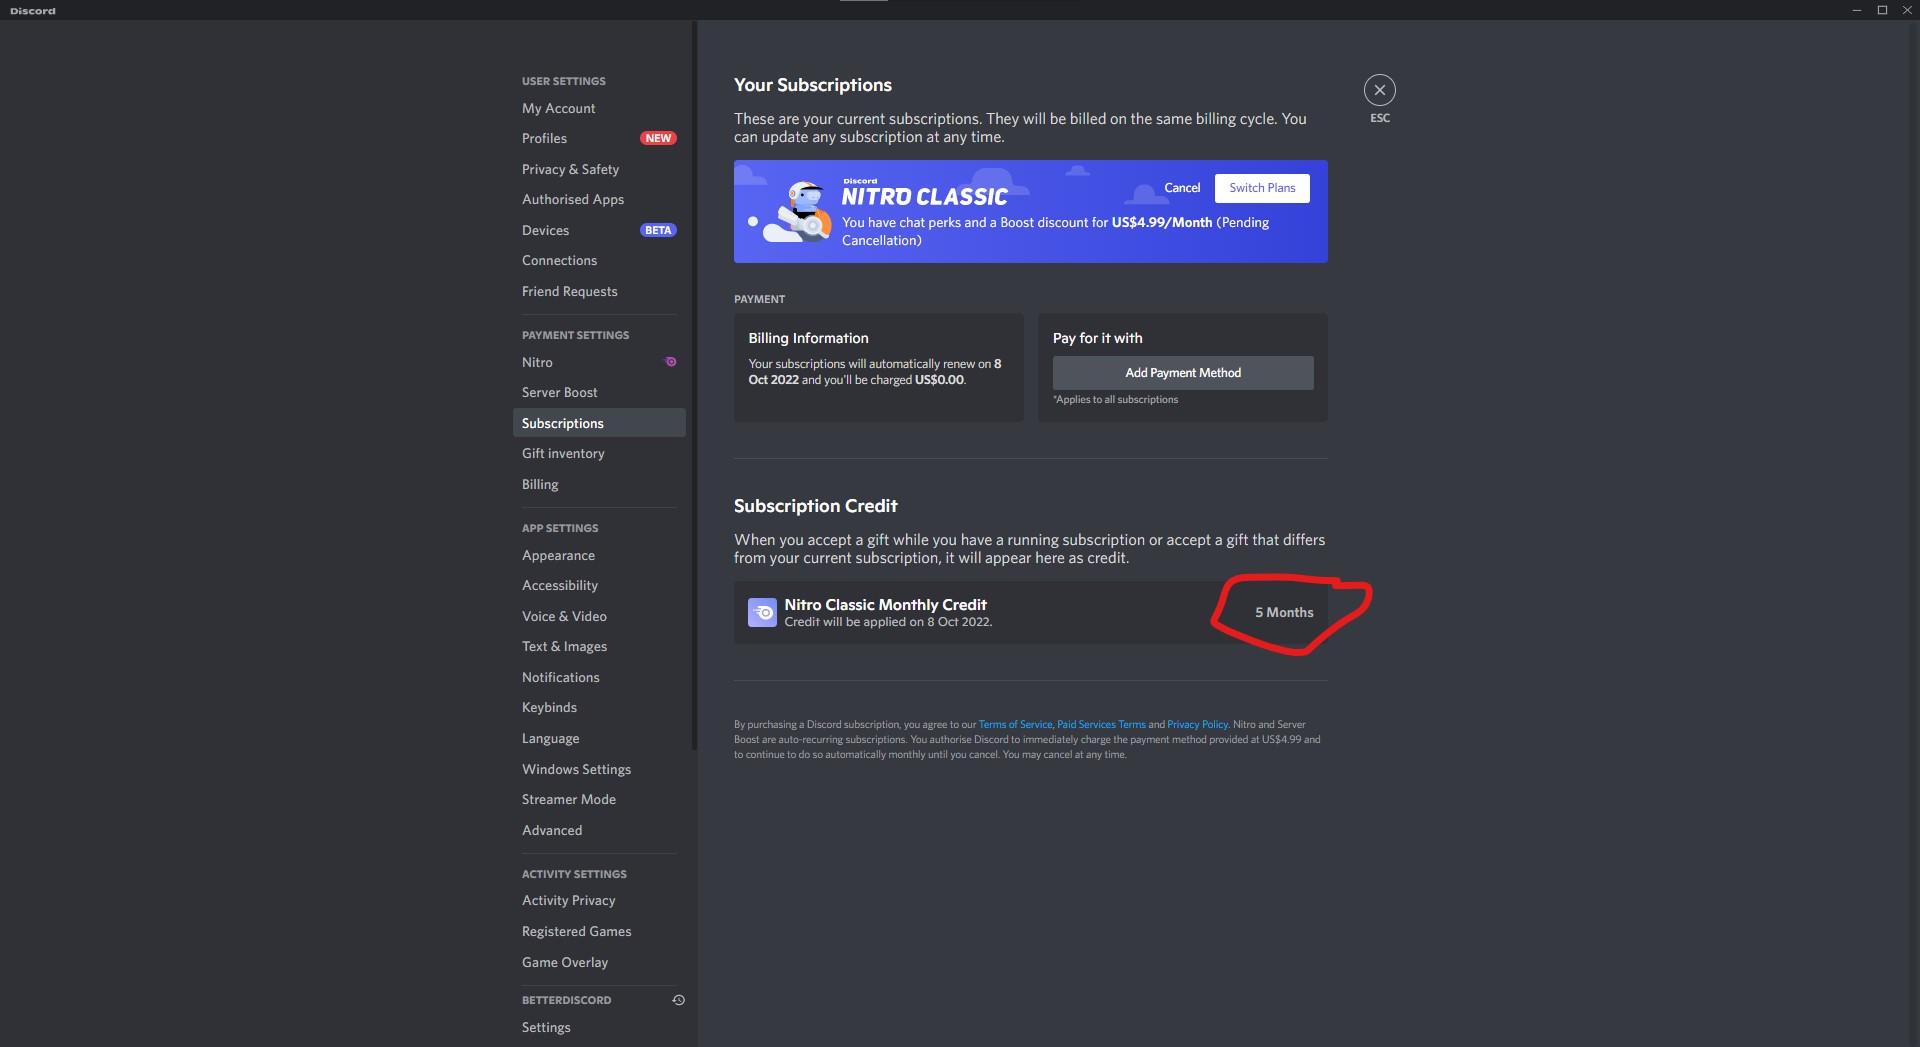 Discord
USER SETTINGS
My Account
Profiles NEW
Privacy & Safety
Authorised Apps
Devices BETA
Connections
Friend Requests
PAYMENT SETTINGS
Nitro
Server Boost
Subscriptions
Gift inventory
Billing
APP SETTINGS
Appearance
Accessibility
Voice & Video
Text & Images
Notifications
Keybinds
Language
Windows Settings
Streamer Mode
Advanced
ACTIVITY SETTINGS
Activity Privacy
Registered Games
Game Overlay
BETTERDISCORD
Settings
Your Subscriptions
These are your current subscriptions. They will be billed on the same billing cycle. You
can update any subscription at any time.
ESC
Discord
NITRO CLASSIC
Cancel Switch Plans
You have chat perks and a Boost discount for US$4.99/Month (Pending
Cancellation)
PAYMENT
Billing Information
Your subscriptions will automatically renew on 8
Oct 2022 and you'll be charged US$0.00.
Pay for it with
Add Payment Method
*Applies to all subscriptions
Subscription Credit
When you accept a gift while you have a running subscription or accept a gift that differs
from your current subscription, it will appear here as credit.
Nitro Classic Monthly Credit
Credit will be applied on 8 Oct 2022.
5 Months
By purchasing a Discord subscription, you agree to our Terms of Service, Paid Services Terms and Privacy Policy. Nitro and Server
Boost are auto-recurring subscriptions. You authorise Discord to immediately charge the payment method provided at US$4.99 and
to continue to do so automatically monthly until you cancel. You may cancel at any time.